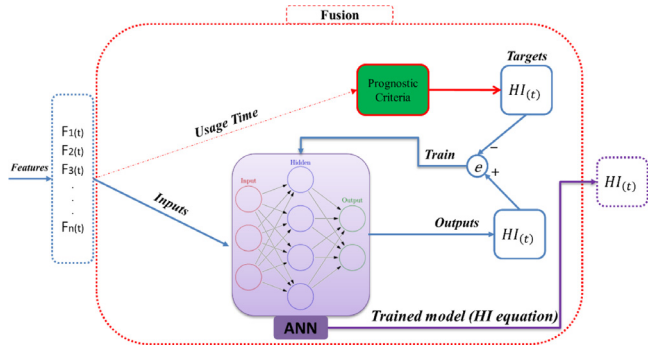 Fusion
Targets
Prognostic
Criteria
HI(t)
F1(t)
F2(t)
F3(t)
.
.
.
Fn(t)
Features
Usage Time
Train
−
e
+
HI(t)
Hidden
Input
Output
Inputs
Outputs
HI(t)
ANN
Trained model (HI equation)